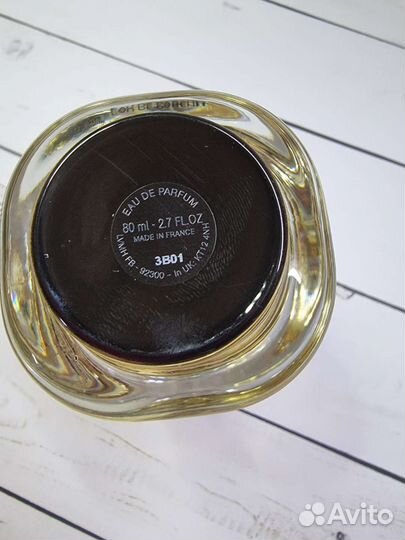 EAU DE PARFUM
80 ml - 2.7 FL.OZ
MADE IN FRANCE
3B01
LVMH FB - 92300 - In UK: KT12 4NH
Avito